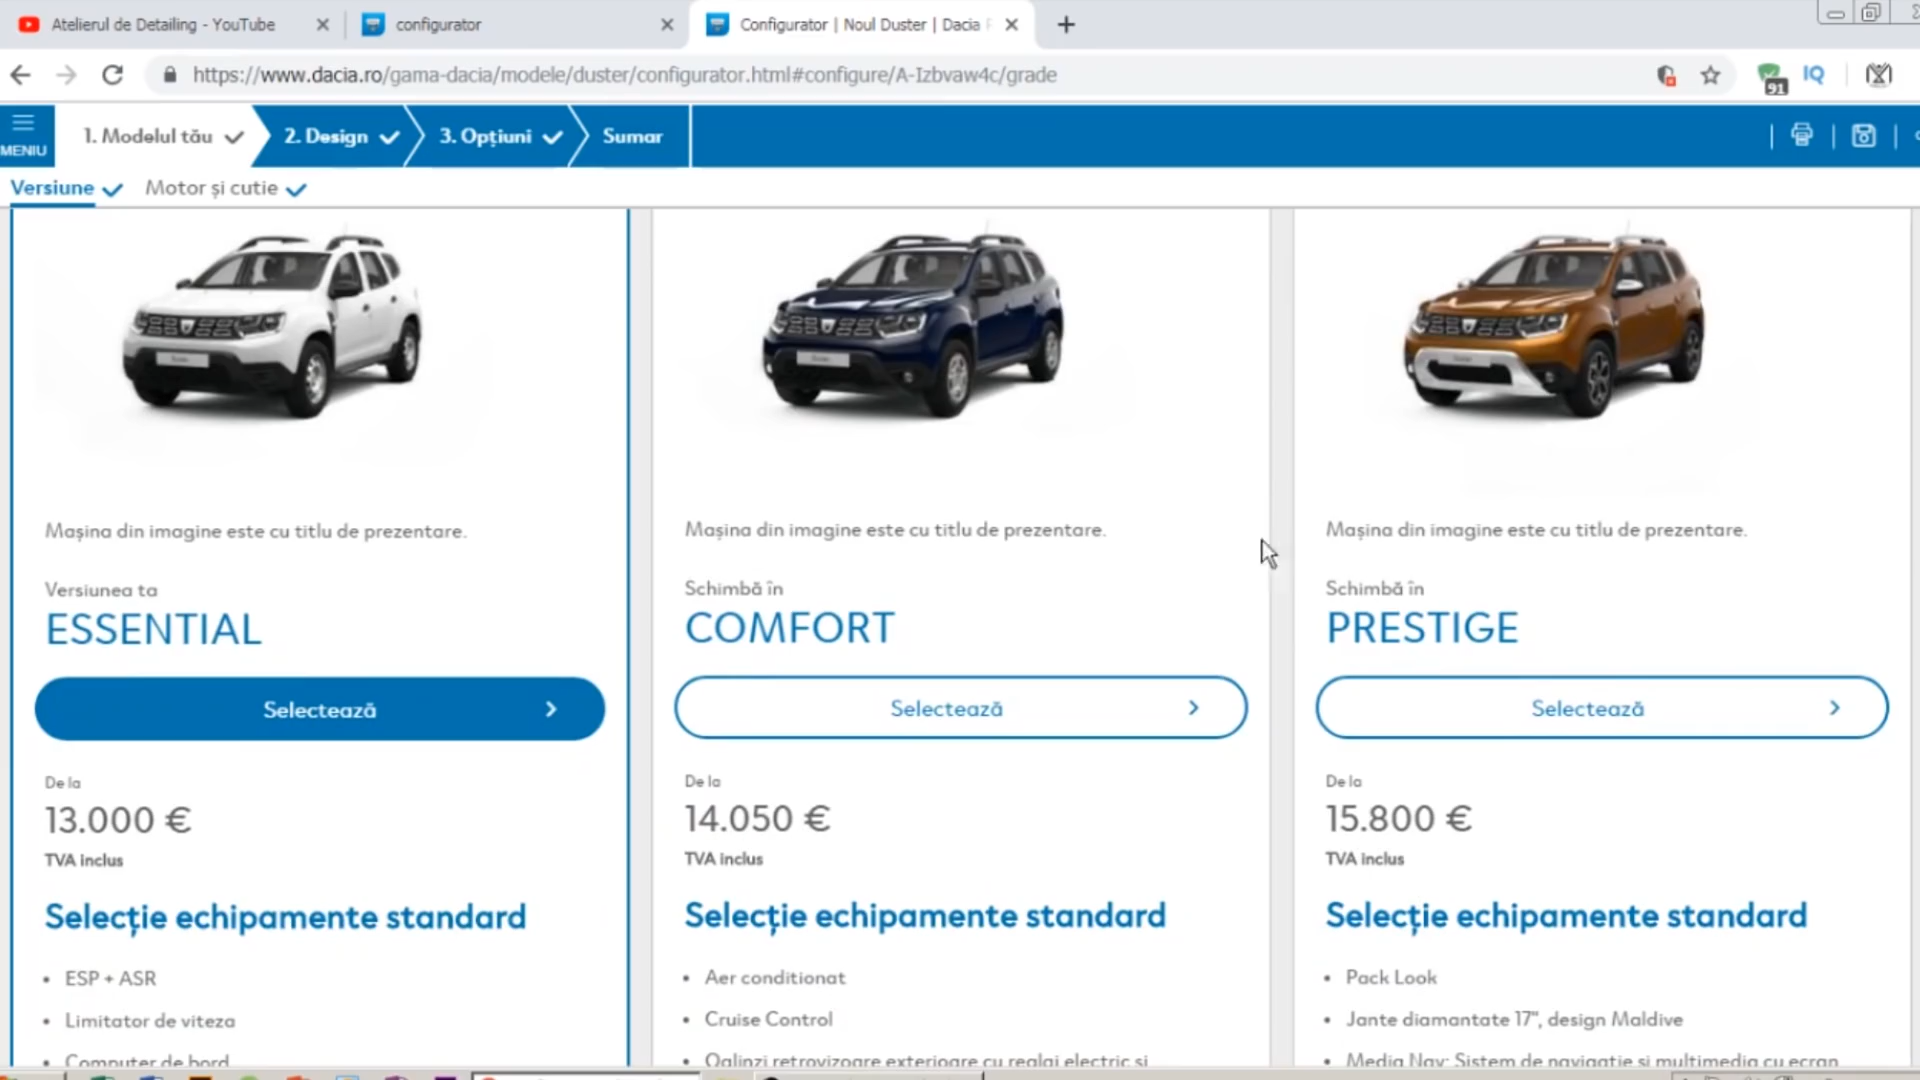 Atelierul de Detailing - YouTube
configurator
Configurator | Noul Duster | Dacia
https://www.dacia.ro/gama-dacia/modele/duster/configurator.html#configure/A-Izbvaw4c/grade
91
IQ
MENIU
1. Modelul tău
2. Design
3. Opțiuni
Sumar
Versiune
Motor și cutie
Mașina din imagine este cu titlu de prezentare.
Versiunea ta
ESSENTIAL
Selectează
De la
13.000 €
TVA inclus
Selecție echipamente standard
• ESP + ASR
• Limitator de viteza
• Computer de bord
Mașina din imagine este cu titlu de prezentare.
Schimbă în
COMFORT
Selectează
De la
14.050 €
TVA inclus
Selecție echipamente standard
• Aer conditionat
• Cruise Control
• Oglinzi retrovizoare exterioare cu reglaj electric si
Mașina din imagine este cu titlu de prezentare.
Schimbă în
PRESTIGE
Selectează
De la
15.800 €
TVA inclus
Selecție echipamente standard
• Pack Look
• Jante diamantate 17", design Maldive
• Media Nav: Sistem de navigatie si multimedia cu ecran